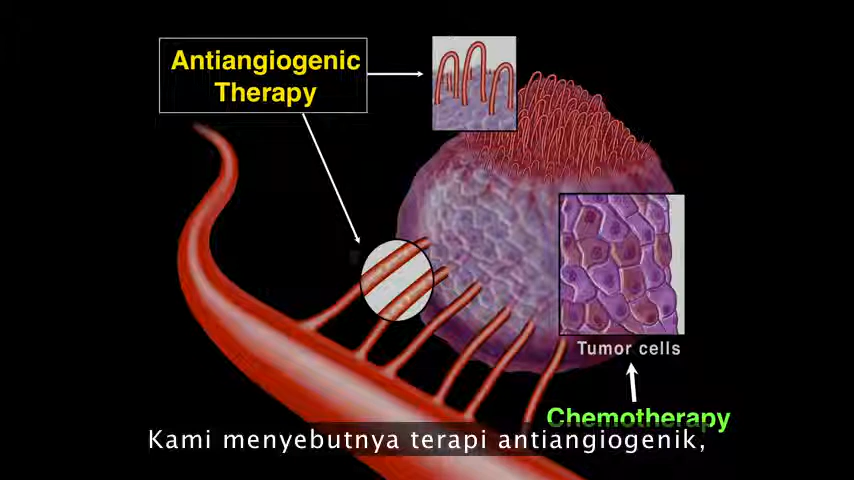 Antiangiogenic
Therapy
Tumor cells
Chemotherapy
Kami menyebutnya terapi antiangiogenik,